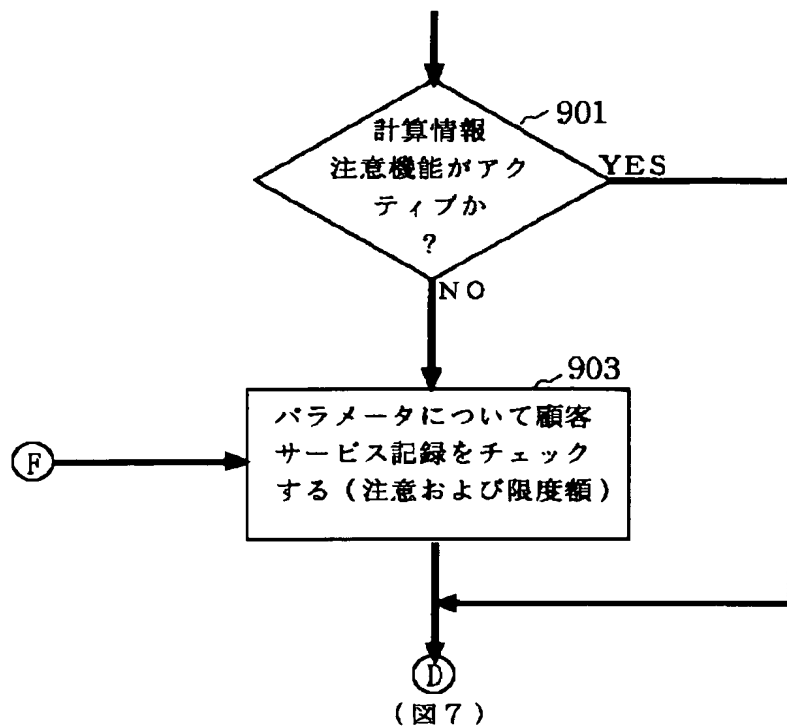 901
計算情報
注意機能がアク
ティブか
?
YES
NO
903
パラメータについて顧客
サービス記録をチェック
する(注意および限度額)
F
D
(図7)